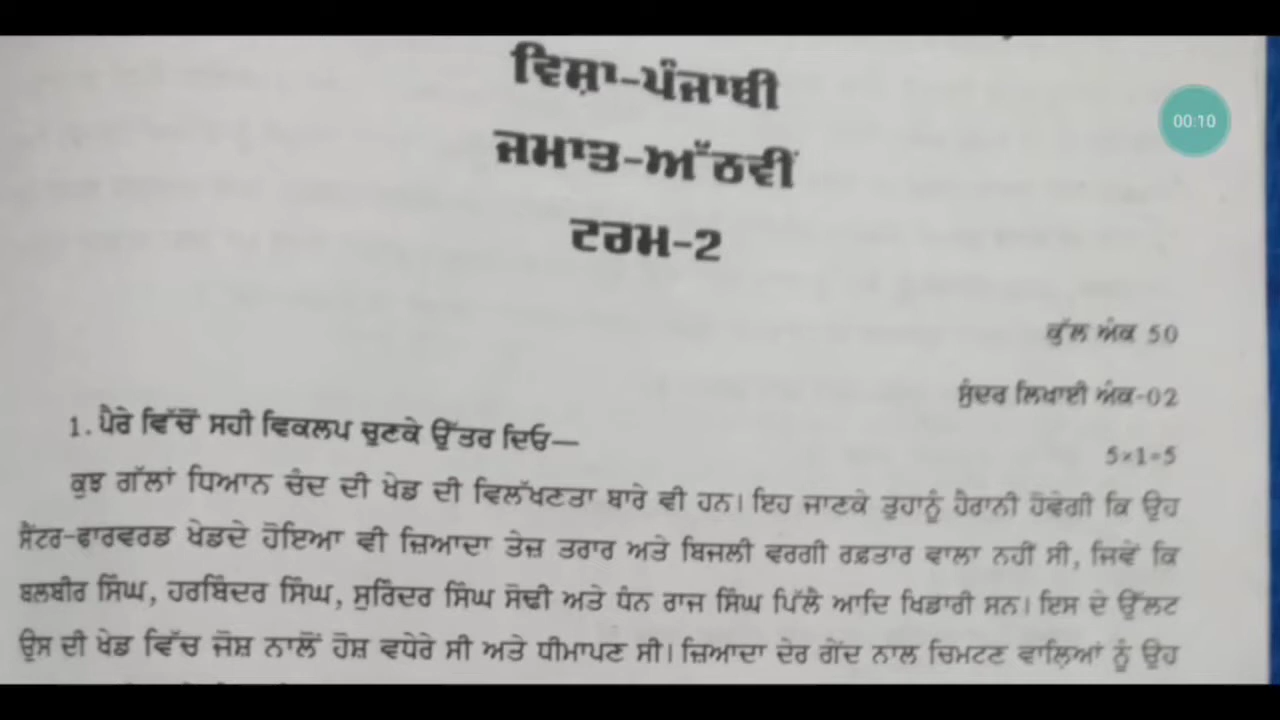 ਵਿਸ਼ਾ-ਪੰਜਾਬੀ
ਜਮਾਤ-ਅੱਠਵੀਂ
ਟਰਮ-2
00:10
ਕੁੱਲ ਅੰਕ 50
ਸੁੰਦਰ ਲਿਖਾਈ ਅੰਕ-02
1. ਪੈਰੇ ਵਿੱਚੋਂ ਸਹੀ ਵਿਕਲਪ ਚੁਣਕੇ ਉੱਤਰ ਦਿਓ—
5×1=5
ਕੁਝ ਗੱਲਾਂ ਧਿਆਨ ਚੰਦ ਦੀ ਖੇਡ ਦੀ ਵਿਲੱਖਣਤਾ ਬਾਰੇ ਵੀ ਹਨ। ਇਹ ਜਾਣਕੇ ਤੁਹਾਨੂੰ ਹੈਰਾਨੀ ਹੋਵੇਗੀ ਕਿ ਉਹ
ਸੈਂਟਰ-ਫਾਰਵਰਡ ਖੇਡਦੇ ਹੋਇਆ ਵੀ ਜ਼ਿਆਦਾ ਤੇਜ਼ ਤਰਾਰ ਅਤੇ ਬਿਜਲੀ ਵਰਗੀ ਰਫ਼ਤਾਰ ਵਾਲਾ ਨਹੀਂ ਸੀ, ਜਿਵੇਂ ਕਿ
ਬਲਬੀਰ ਸਿੰਘ, ਹਰਬਿੰਦਰ ਸਿੰਘ, ਸੁਰਿੰਦਰ ਸਿੰਘ ਸੋਢੀ ਅਤੇ ਧੰਨ ਰਾਜ ਸਿੰਘ ਪਿੱਲੈ ਆਦਿ ਖਿਡਾਰੀ ਸਨ। ਇਸ ਦੇ ਉੱਲਟ
ਉਸ ਦੀ ਖੇਡ ਵਿੱਚ ਜੋਸ਼ ਨਾਲੋਂ ਹੋਸ਼ ਵਧੇਰੇ ਸੀ ਅਤੇ ਧੀਮਾਪਣ ਸੀ। ਜ਼ਿਆਦਾ ਦੇਰ ਗੇਂਦ ਨਾਲ ਚਿਮਟਣ ਵਾਲ਼ਿਆਂ ਨੂੰ ਉਹ